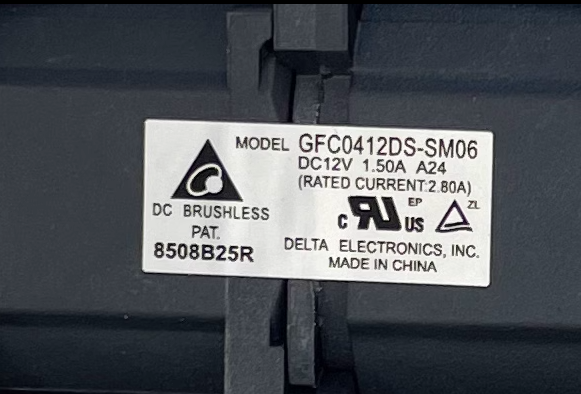 MODEL GFC0412DS-SM06
DC12V 1.50A A24
(RATED CURRENT:2.80A)
DC BRUSHLESS
PAT.
8508B25R
c RU US EP
ZL
DELTA ELECTRONICS, INC.
MADE IN CHINA